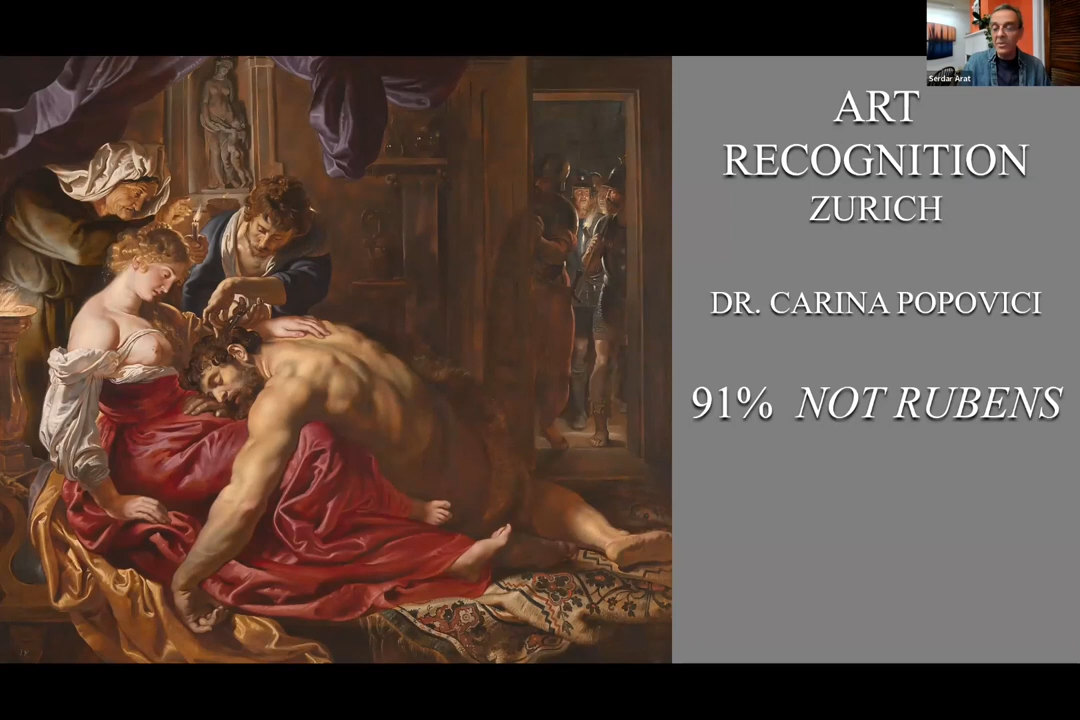 Serdar Arat
ART
RECOGNITION
ZURICH
DR. CARINA POPOVICI
91% NOT RUBENS